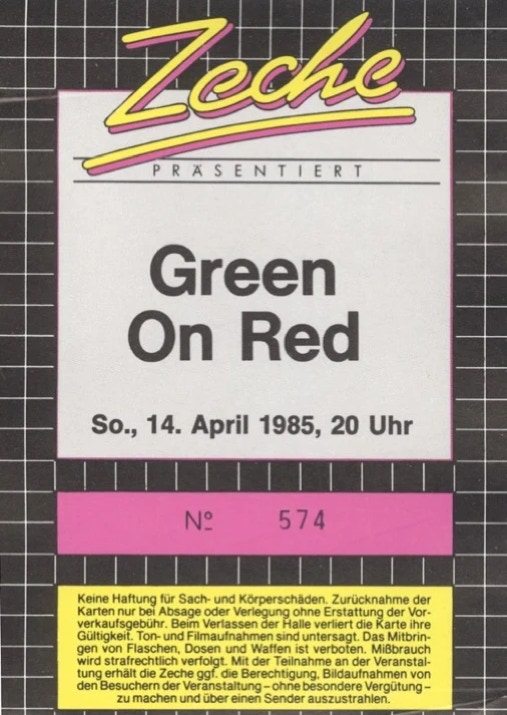 Zeche
PRÄSENTIERT
Green
On Red
So., 14. April 1985, 20 Uhr
Nº 574
Keine Haftung für Sach- und Körperschäden. Zurücknahme der
Karten nur bei Absage oder Verlegung ohne Erstattung der Vor-
verkaufsgebühr. Beim Verlassen der Halle verliert die Karte ihre
Gültigkeit. Ton- und Filmaufnahmen sind untersagt. Das Mitbrin-
gen von Flaschen, Dosen und Waffen ist verboten. Mißbrauch
wird strafrechtlich verfolgt. Mit der Teilnahme an der Veranstal-
tung erhält die Zeche ggf. die Berechtigung, Bildaufnahmen von
den Besuchern der Veranstaltung – ohne besondere Vergütung –
zu machen und über einen Sender auszustrahlen.